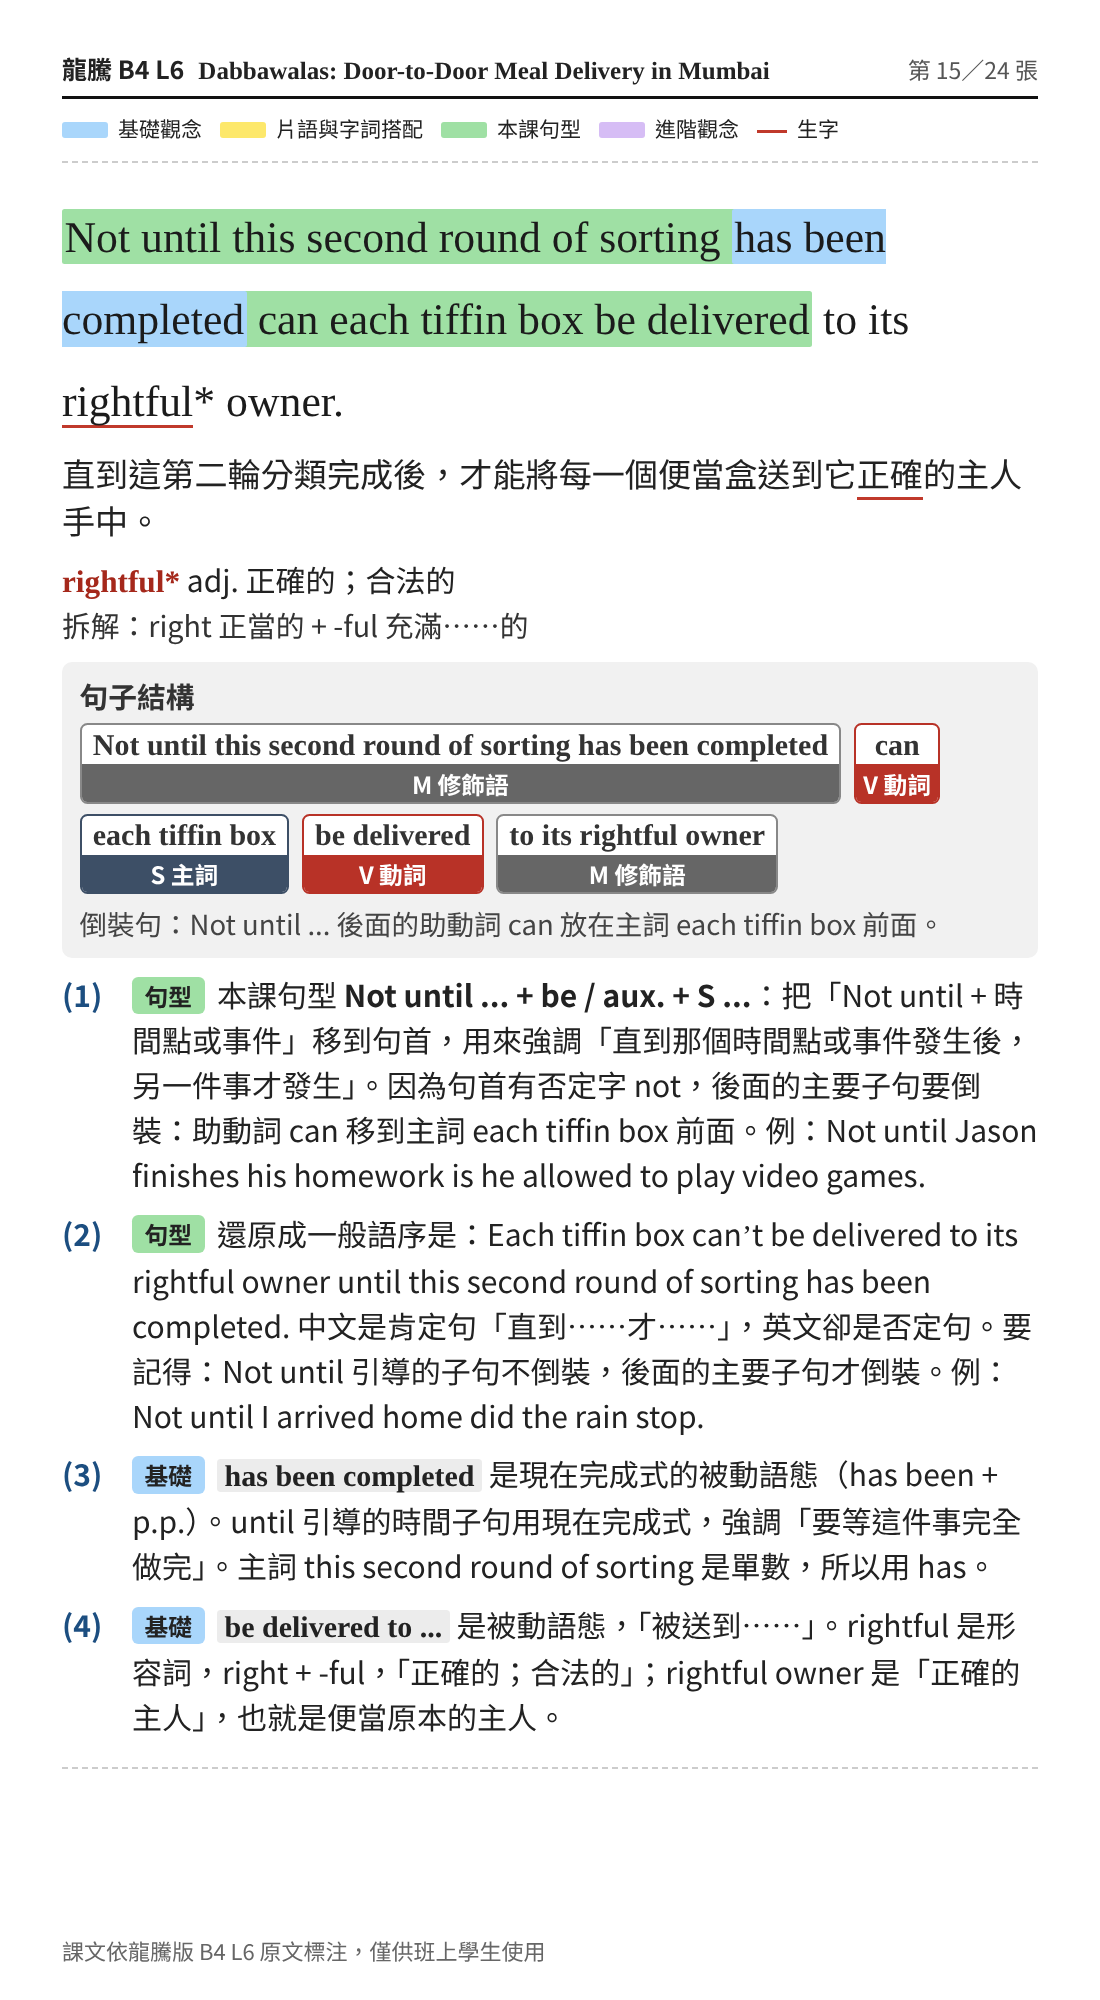 龍騰 B4 L6 Dabbawalas: Door-to-Door Meal Delivery in Mumbai 第 15／24 張
基礎觀念 片語與字詞搭配 本課句型 進階觀念 生字
Not until this second round of sorting has been
completed can each tiffin box be delivered to its
rightful* owner.
直到這第二輪分類完成後，才能將每一個便當盒送到它正確的主人
手中。
rightful* adj. 正確的；合法的
拆解：right 正當的 + -ful 充滿⋯⋯的
句子結構
Not until this second round of sorting has been completed can
M 修飾語 V 動詞
each tiffin box be delivered to its rightful owner
S 主詞 V 動詞 M 修飾語
倒裝句：Not until ... 後面的助動詞 can 放在主詞 each tiffin box 前面。
(1) 句型 本課句型 Not until ... + be / aux. + S ...：把「Not until + 時
間點或事件」移到句首，用來強調「直到那個時間點或事件發生後，
另一件事才發生」。因為句首有否定字 not，後面的主要子句要倒
裝：助動詞 can 移到主詞 each tiffin box 前面。例：Not until Jason
finishes his homework is he allowed to play video games.
(2) 句型 還原成一般語序是：Each tiffin box can’t be delivered to its
rightful owner until this second round of sorting has been
completed. 中文是肯定句「直到⋯⋯才⋯⋯」，英文卻是否定句。要
記得：Not until 引導的子句不倒裝，後面的主要子句才倒裝。例：
Not until I arrived home did the rain stop.
(3) 基礎 has been completed 是現在完成式的被動語態（has been +
p.p.）。until 引導的時間子句用現在完成式，強調「要等這件事完全
做完」。主詞 this second round of sorting 是單數，所以用 has。
(4) 基礎 be delivered to ... 是被動語態，「被送到⋯⋯」。rightful 是形
容詞，right + -ful，「正確的；合法的」；rightful owner 是「正確的
主人」，也就是便當原本的主人。
課文依龍騰版 B4 L6 原文標注，僅供班上學生使用